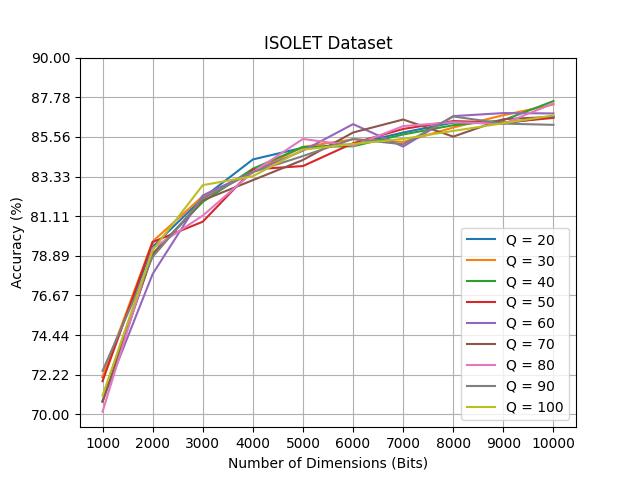 ISOLET Dataset
90.00
87.78
85.56
83.33
81.11
78.89
76.67
74.44
72.22
70.00
Accuracy (%)
Q = 20
Q = 30
Q = 40
Q = 50
Q = 60
Q = 70
Q = 80
Q = 90
Q = 100
1000 2000 3000 4000 5000 6000 7000 8000 9000 10000
Number of Dimensions (Bits)